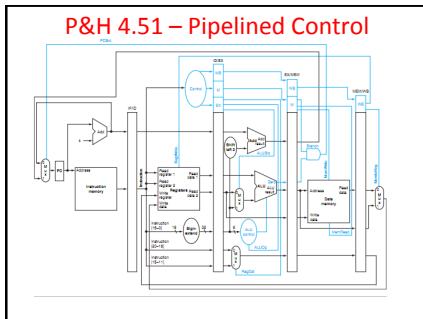 P&H 4.51 – Pipelined Control
PCSrc
ID/EX
WB
EX/MEM
Control
M
WB
MEM/WB
EX
M
WB
IF/ID
Add
4
Add
Add
result
Shift
left 2
Branch
ALUSrc
RegWrite
MemWrite
MemtoReg
PC
Address
Instruction
memory
Instruction
Read
register 1
Read
register 2
Registers
Write
register
Write
data
Read
data 1
Read
data 2
Zero
ALU
ALU
result
Address
Data
memory
Write
data
Read
data
Instruction
[15–0]
16
Sign-
extend
32
6
ALU
control
MemRead
Instruction
[20–16]
ALUOp
Instruction
[15–11]
RegDst